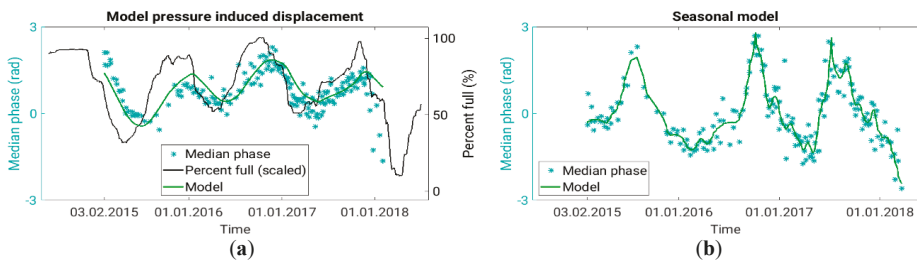 Model pressure induced displacement
3
0
-3
Median phase (rad)
100
50
0
Percent full (%)
Median phase
Percent full (scaled)
Model
03.02.2015 01.01.2016 01.01.2017 01.01.2018
Time
(a)
Seasonal model
3
0
-3
Median phase (rad)
Median phase
Model
03.02.2015 01.01.2016 01.01.2017 01.01.2018
Time
(b)